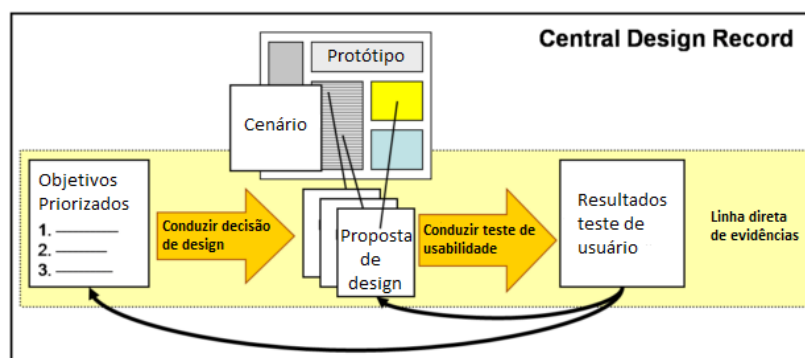 Central Design Record
Protótipo
Cenário
Objetivos
Priorizados
1.
2.
3.
Conduzir decisão
de design
Proposta
de
design
Conduzir teste de
usabilidade
Resultados
teste de
usuário
Linha direta
de evidências